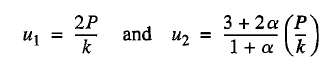 u₁ = 2P/k and u₂ = (3 + 2α)/(1 + α) (P/k)